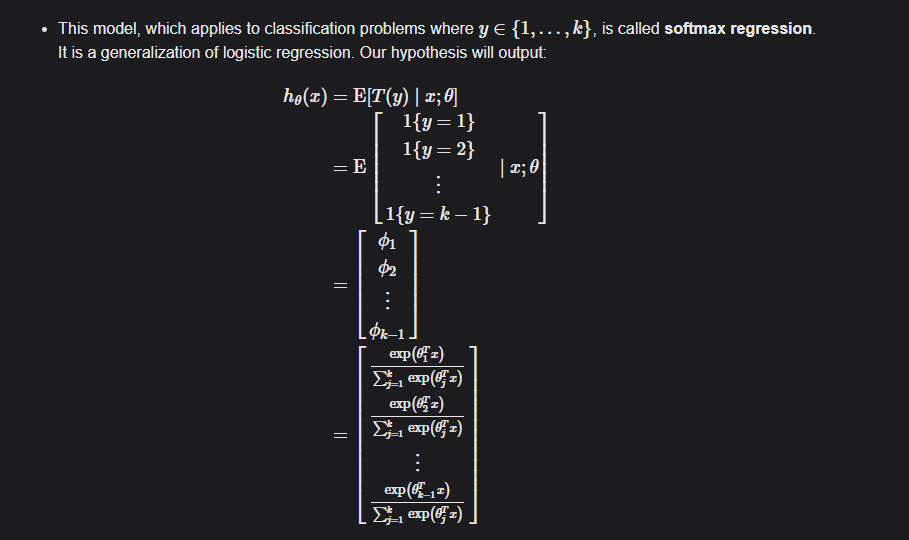 • This model, which applies to classification problems where y ∈ {1, . . . , k}, is called softmax regression.
It is a generalization of logistic regression. Our hypothesis will output:
hθ(x) = E[T(y) | x; θ]
= E [ 1{y = 1}
1{y = 2}
⋮
1{y = k − 1} | x; θ ]
= [ ϕ₁
ϕ₂
⋮
ϕₖ₋₁ ]
= [ exp(θ₁ᵀx) / ∑ⱼ₌₁ᵏ exp(θⱼᵀx)
exp(θ₂ᵀx) / ∑ⱼ₌₁ᵏ exp(θⱼᵀx)
⋮
exp(θₖ₋₁ᵀx) / ∑ⱼ₌₁ᵏ exp(θⱼᵀx) ]